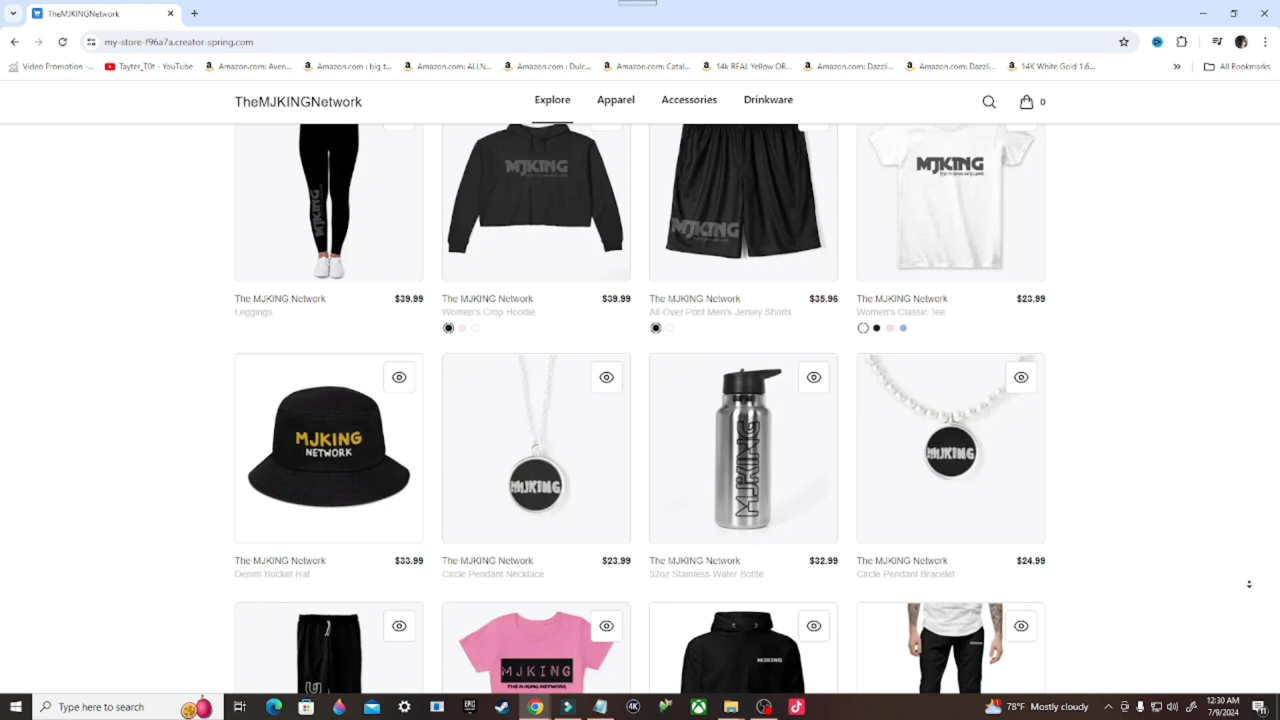 TheMJKINGNetwork
my-store-f96a7a.creator-spring.com
Video Promotion -...
Tayter_T0t - YouTube
Amazon.com: Aven...
Amazon.com : big t...
Amazon.com: ALLN...
Amazon.com : Dulc...
Amazon.com: Catal...
14k REAL Yellow OR...
Amazon.com: Dazzli...
Amazon.com: Dazzli...
14K White Gold 1.6...
All Bookmarks
TheMJKINGNetwork
Explore
Apparel
Accessories
Drinkware
0
MJKING
MJKING
MJKING
MJKING
The MJKING Network $39.99
Leggings
The MJKING Network $39.99
Women's Crop Hoodie
The MJKING Network $35.96
All-Over Print Men's Jersey Shorts
The MJKING Network $23.99
Women's Classic Tee
MJKING
NETWORK
MJKING
MJKING
MJKING
The MJKING Network $33.99
Denim Bucket Hat
The MJKING Network $23.99
Circle Pendant Necklace
The MJKING Network $32.99
32oz Stainless Water Bottle
The MJKING Network $24.99
Circle Pendant Bracelet
MJKING
THE MJKING NETWORK
MJKING
Type here to search
EPIC
4K
78°F Mostly cloudy
12:30 AM
7/9/2024